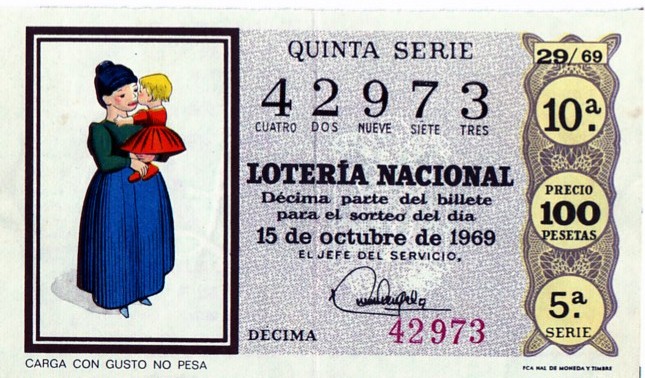 QUINTA SERIE
4 2 9 7 3
CUATRO DOS NUEVE SIETE TRES
LOTERÍA NACIONAL
Décima parte del billete
para el sorteo del día
15 de octubre de 1969
EL JEFE DEL SERVICIO,
DECIMA 42973
CARGA CON GUSTO NO PESA
29/69
10ª.
PRECIO
100
PESETAS
5ª.
SERIE
FCA NAL DE MONEDA Y TIMBRE